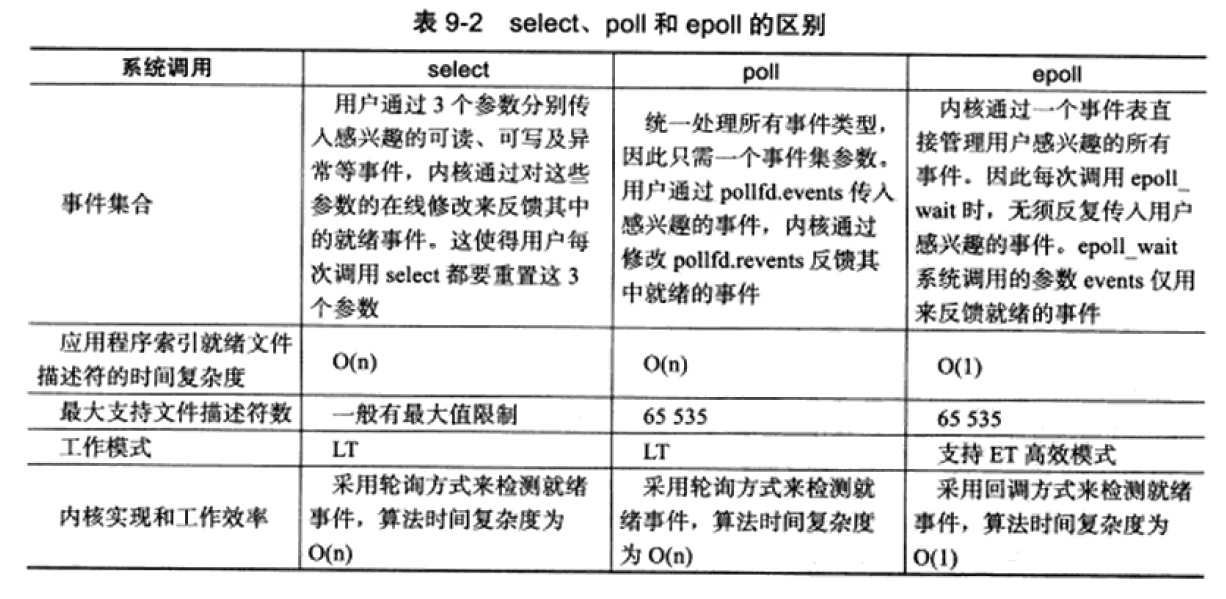 表 9-2 select、poll 和 epoll 的区别
系统调用
select
poll
epoll
事件集合
用户通过 3 个参数分别传
入感兴趣的可读、可写及异
常等事件，内核通过对这些
参数的在线修改来反馈其中
的就绪事件。这使得用户每
次调用 select 都要重置这 3
个参数
统一处理所有事件类型，
因此只需一个事件集参数。
用户通过 pollfd.events 传入
感兴趣的事件，内核通过
修改 pollfd.revents 反馈其
中就绪的事件
内核通过一个事件表直
接管理用户感兴趣的所有
事件。因此每次调用 epoll_
wait 时，无须反复传入用户
感兴趣的事件。epoll_wait
系统调用的参数 events 仅用
来反馈就绪的事件
应用程序索引就绪文件
描述符的时间复杂度
O(n)
O(n)
O(1)
最大支持文件描述符数
一般有最大值限制
65 535
65 535
工作模式
LT
LT
支持 ET 高效模式
内核实现和工作效率
采用轮询方式来检测就绪
事件，算法时间复杂度为
O(n)
采用轮询方式来检测就
绪事件，算法时间复杂度
为 O(n)
采用回调方式来检测就绪
事件，算法时间复杂度为
O(1)